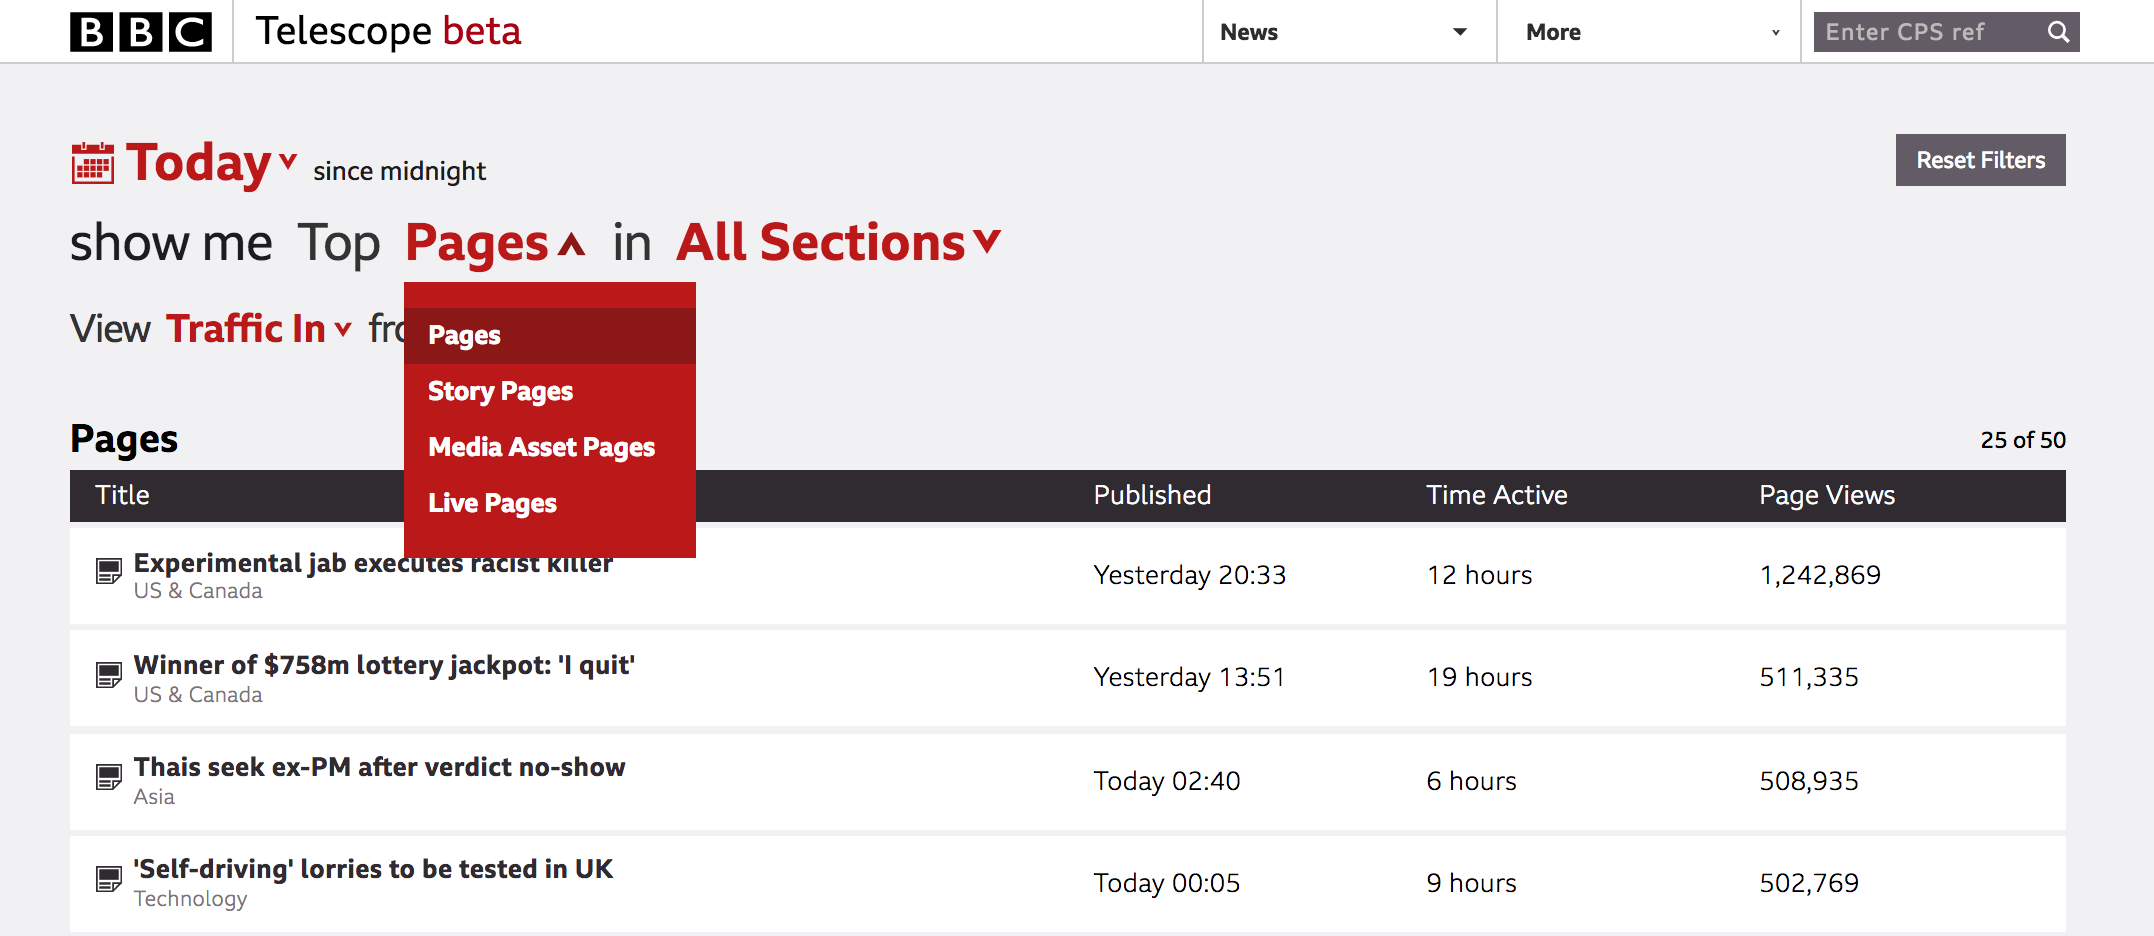 BBC Telescope beta News More Enter CPS ref
Today since midnight Reset Filters
show me Top Pages in All Sections
View Traffic In
Pages
Story Pages
Media Asset Pages
Live Pages
Pages 25 of 50
Title Published Time Active Page Views
Experimental jab executes racist killer Yesterday 20:33 12 hours 1,242,869
US & Canada
Winner of $758m lottery jackpot: 'I quit' Yesterday 13:51 19 hours 511,335
US & Canada
Thais seek ex-PM after verdict no-show Today 02:40 6 hours 508,935
Asia
'Self-driving' lorries to be tested in UK Today 00:05 9 hours 502,769
Technology